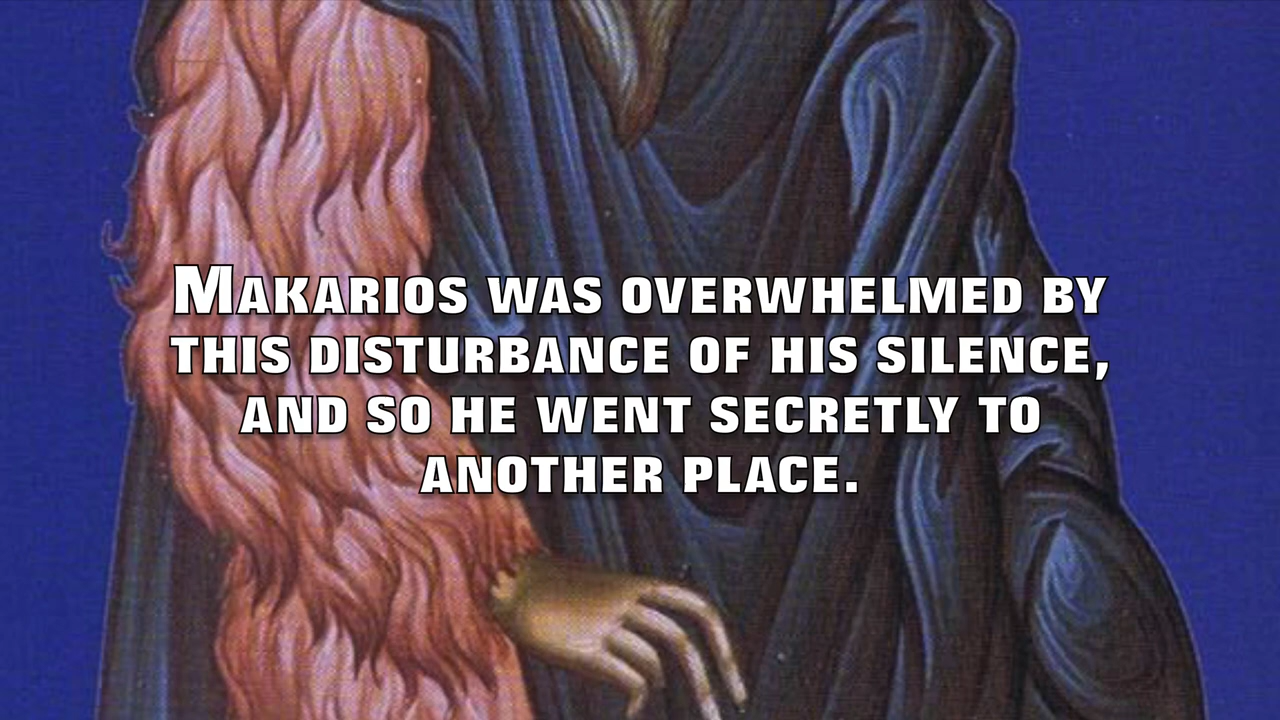 Makarios was overwhelmed by
this disturbance of his silence,
and so he went secretly to
another place.